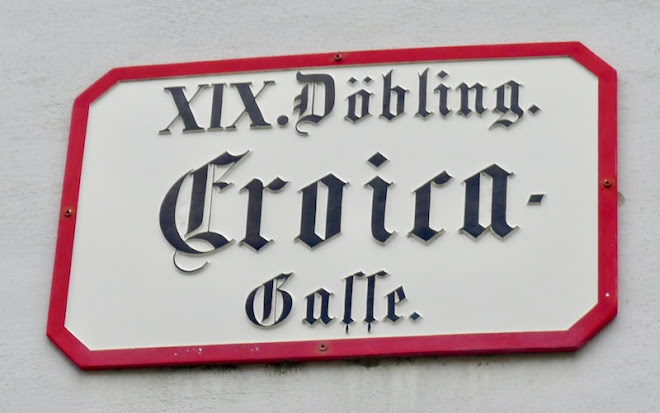 XIX. Döbling.
Eroica-
Gaſſe.